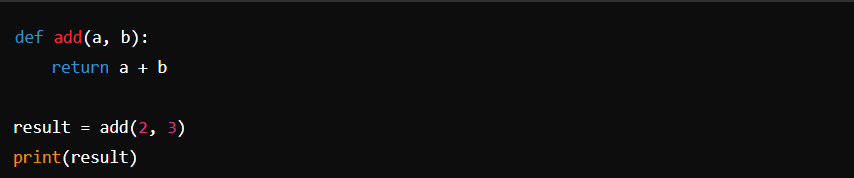 def add(a, b):
    return a + b

result = add(2, 3)
print(result)